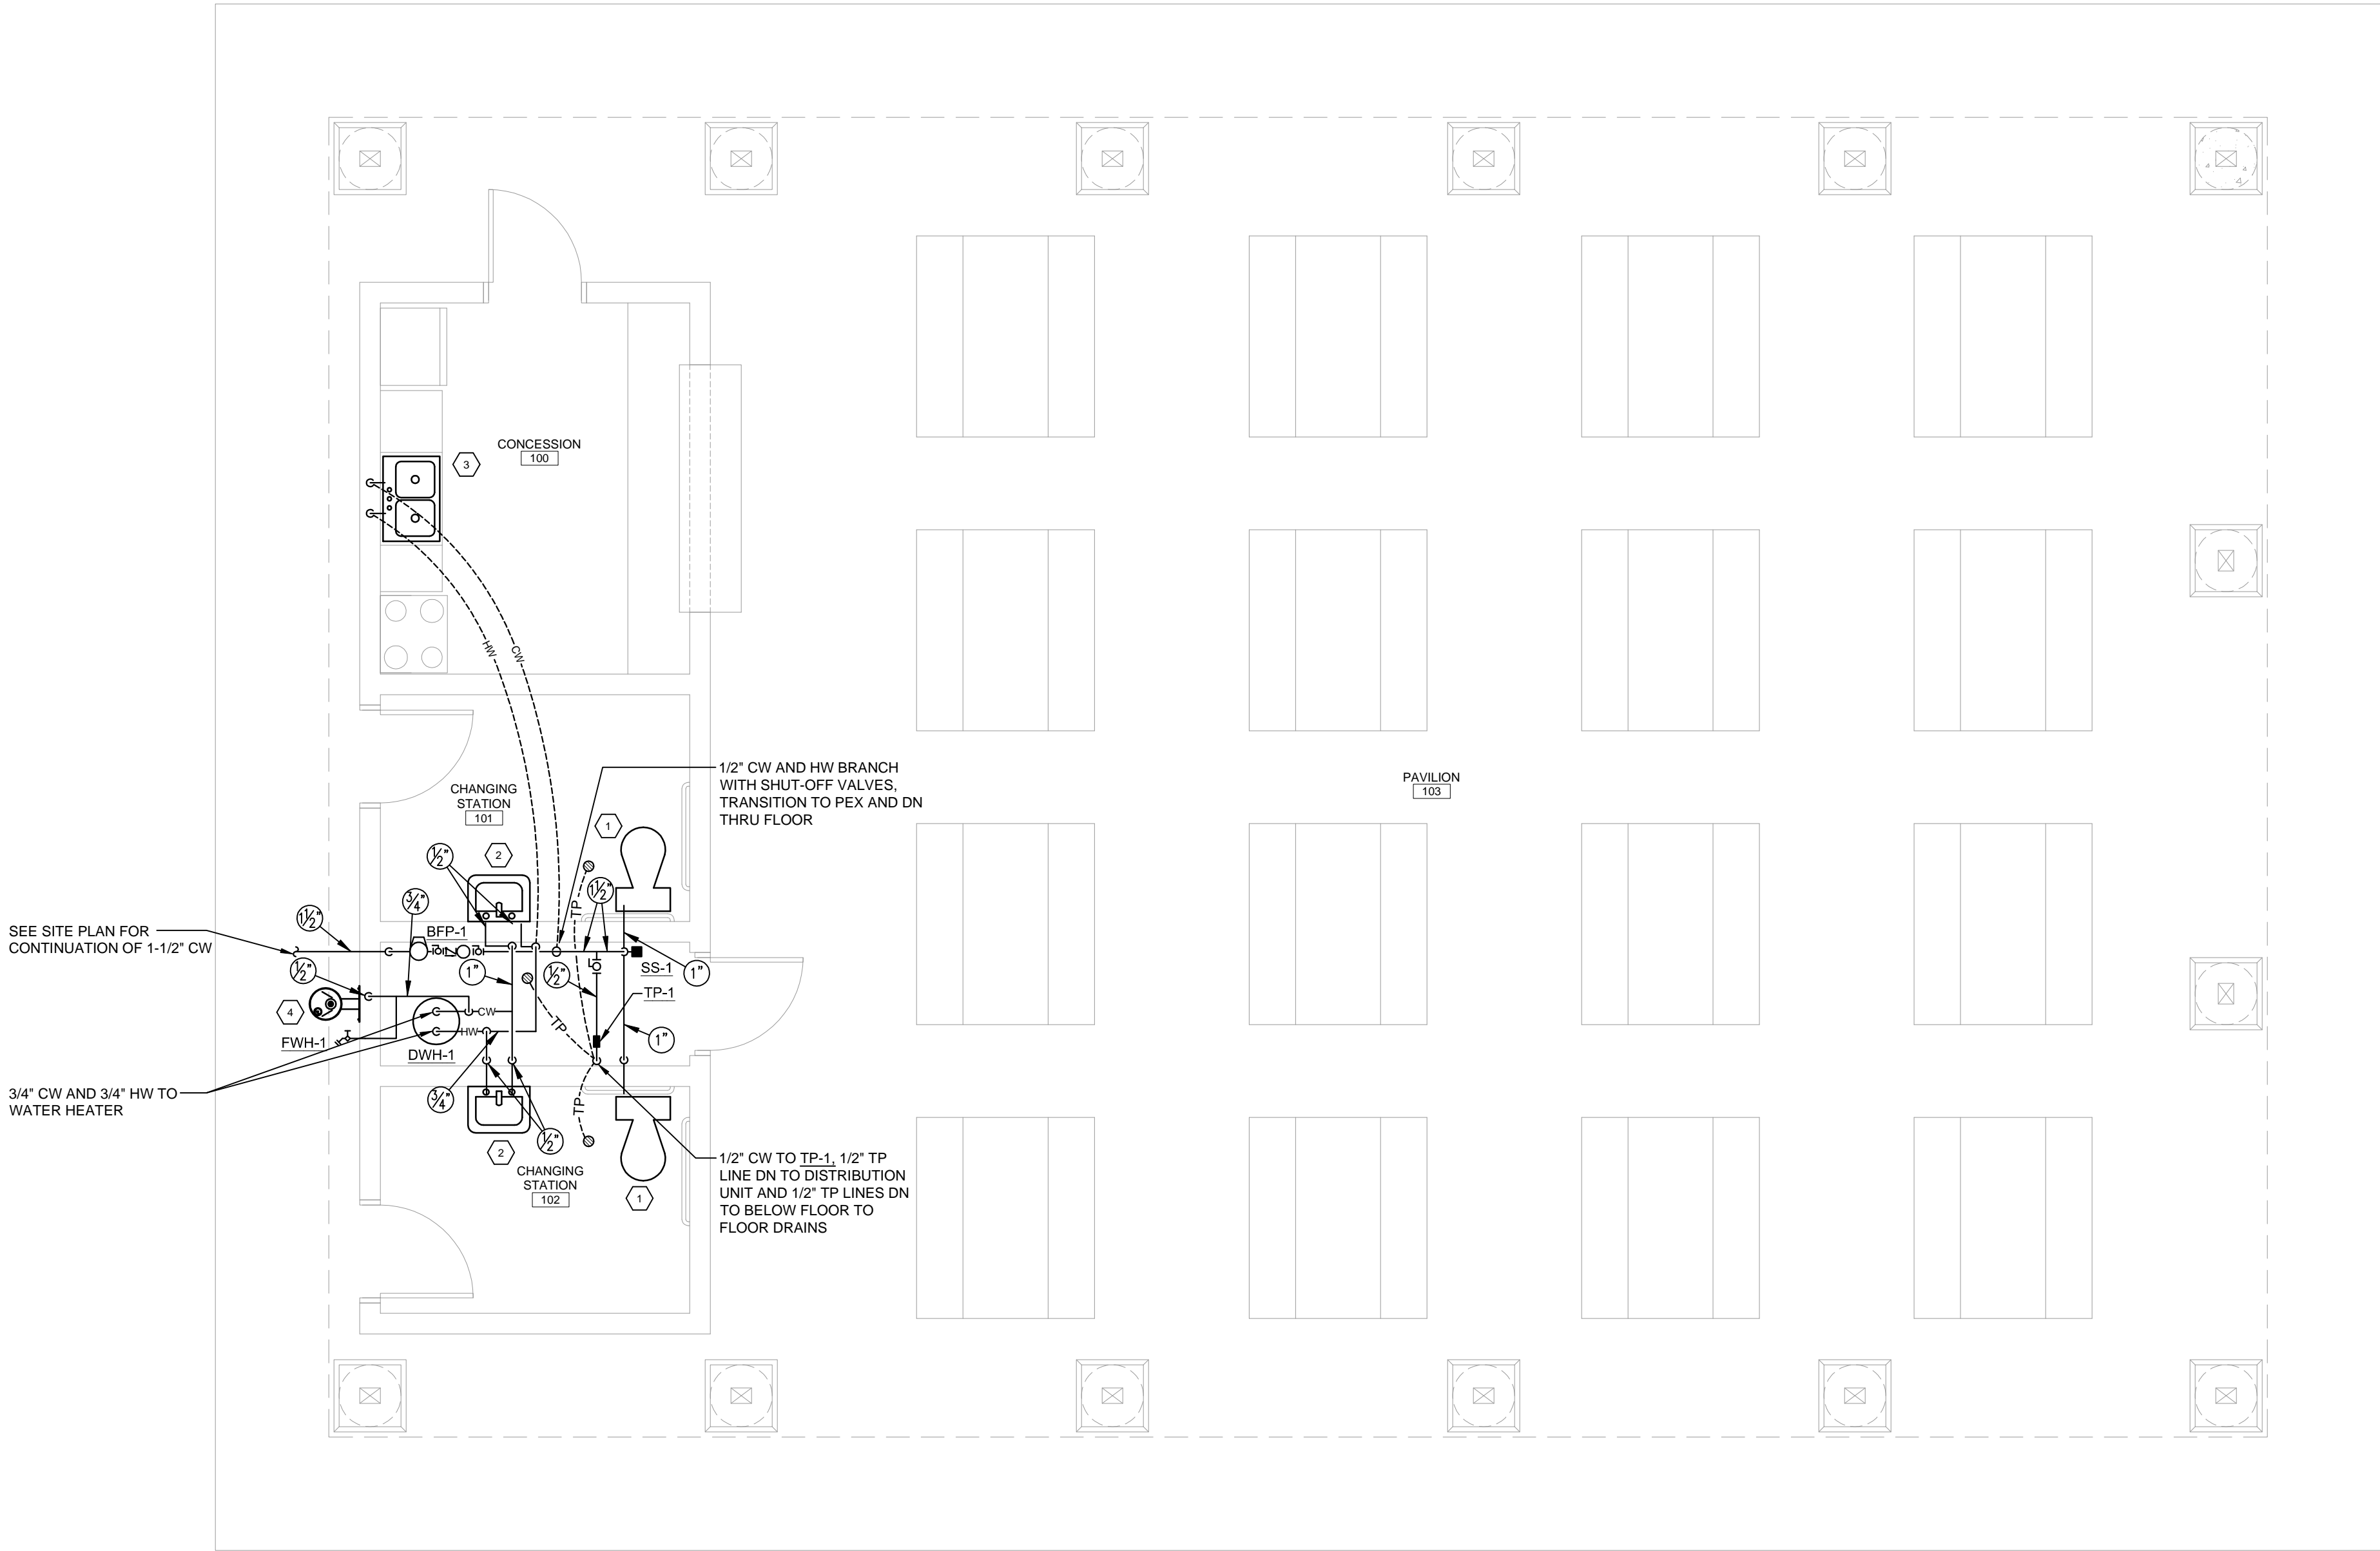 CONCESSION
100
3
HW
CW
1/2" CW AND HW BRANCH
WITH SHUT-OFF VALVES,
TRANSITION TO PEX AND DN
THRU FLOOR
PAVILION
103
CHANGING
STATION
101
1
2
1/2"
3/4"
1 1/2"
TP
1 1/2"
SEE SITE PLAN FOR
CONTINUATION OF 1-1/2" CW
BFP-1
1/2"
1"
1/2"
SS-1
1"
TP-1
4
CW
HW
TP
1"
FWH-1
DWH-1
3/4" CW AND 3/4" HW TO
WATER HEATER
3/4"
TP
1/2"
2
CHANGING
STATION
102
1
1/2" CW TO TP-1, 1/2" TP
LINE DN TO DISTRIBUTION
UNIT AND 1/2" TP LINES DN
TO BELOW FLOOR TO
FLOOR DRAINS